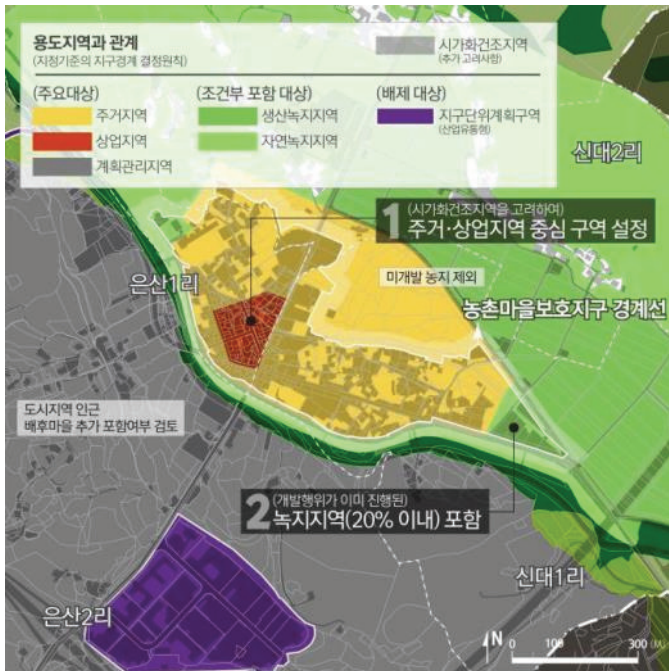 용도지역과 관계
(지정기준의 지구경계 결정원칙)
시가화건조지역
(추가 고려사항)
(주요대상)
(조건부 포함 대상)
(배제 대상)
주거지역
생산녹지지역
지구단위계획구역
(산업유통형)
상업지역
자연녹지지역
계획관리지역
신대2리
1 (시가화건조지역을 고려하여)
주거·상업지역 중심 구역 설정
은산1리
미개발 농지 제외
농촌마을보호지구 경계선
도시지역 인근
배후마을 추가 포함여부 검토
2 (개발행위가 이미 진행된)
녹지지역(20% 이내) 포함
신대1리
은산2리
N
0 100 300 (M)